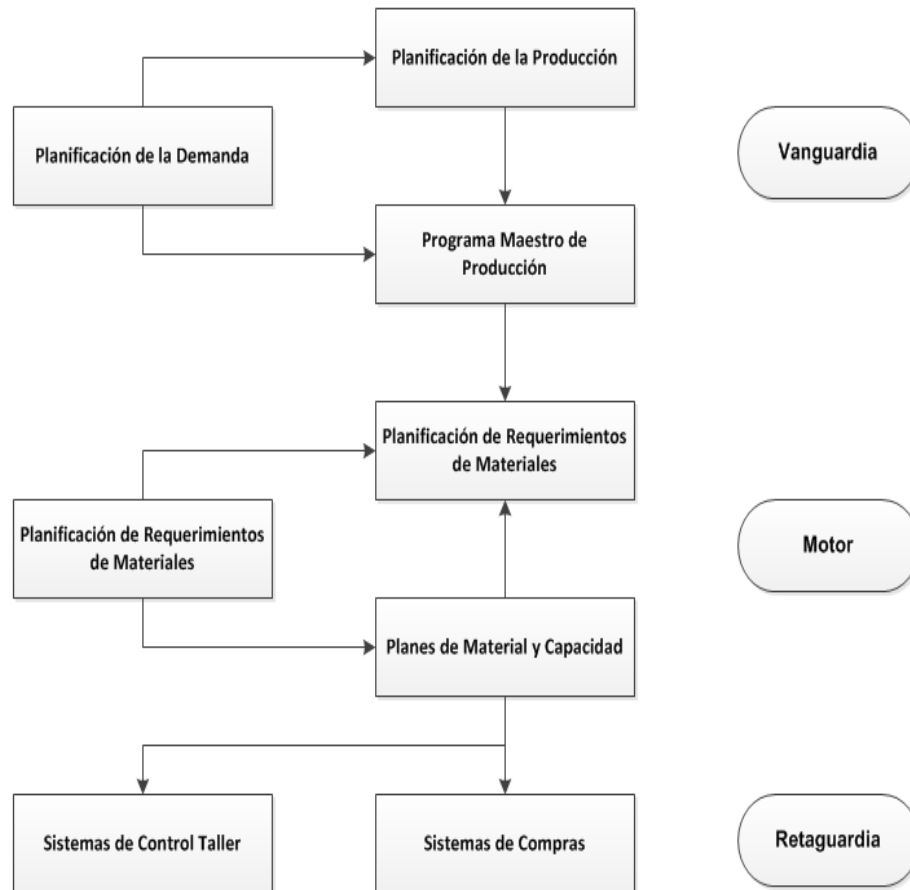 Planificación de la Producción
Planificación de la Demanda
Vanguardia
Programa Maestro de
Producción
Planificación de Requerimientos
de Materiales
Planificación de Requerimientos
de Materiales
Motor
Planes de Material y Capacidad
Sistemas de Control Taller
Sistemas de Compras
Retaguardia